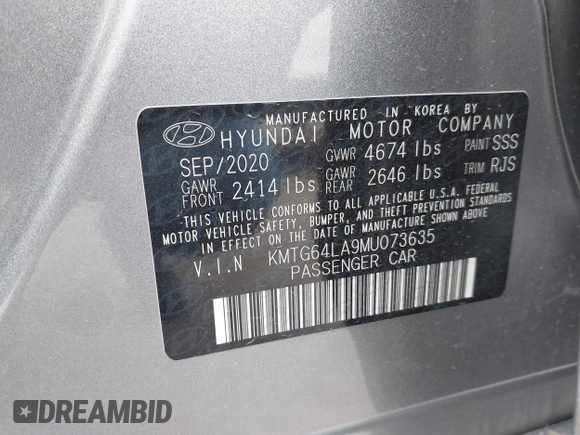 MANUFACTURED IN KOREA BY
HYUNDAI MOTOR COMPANY
SEP/2020 GVWR 4674 lbs PAINT SSS
GAWR FRONT 2414 lbs GAWR REAR 2646 lbs TRIM RJS
THIS VEHICLE CONFORMS TO ALL APPLICABLE U.S.A. FEDERAL
MOTOR VEHICLE SAFETY, BUMPER, AND THEFT PREVENTION STANDARDS
IN EFFECT ON THE DATE OF MANUFACTURE SHOWN ABOVE.
V.I.N KMTG64LA9MU073635
PASSENGER CAR
DREAMBID